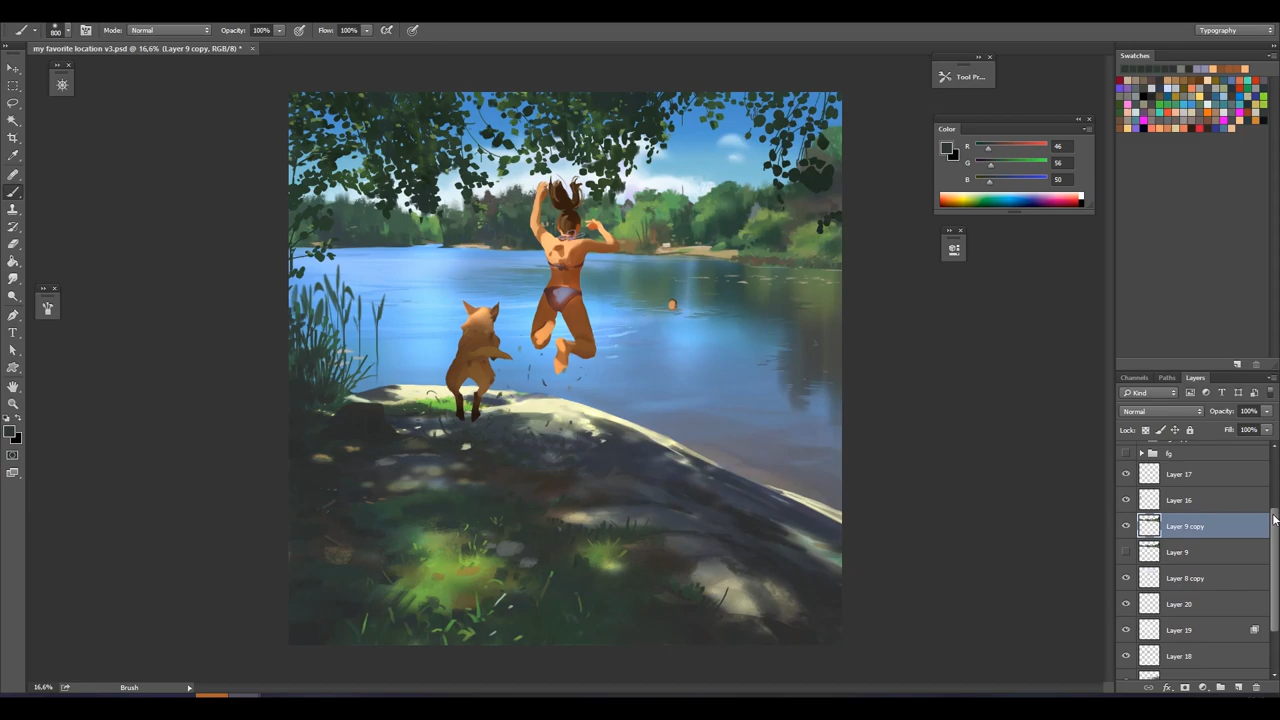 800
Mode: Normal
Opacity: 100%
Flow: 100%
Typography
my favorite location v3.psd @ 16,6% (Layer 9 copy, RGB/8) *
Tool Pr...
Color
R 46
G 56
B 50
Swatches
Channels Paths Layers
Kind
Normal Opacity: 100%
Lock: Fill: 100%
fg
Layer 17
Layer 16
Layer 9 copy
Layer 9
Layer 8 copy
Layer 20
Layer 19
Layer 18
16,6% Brush